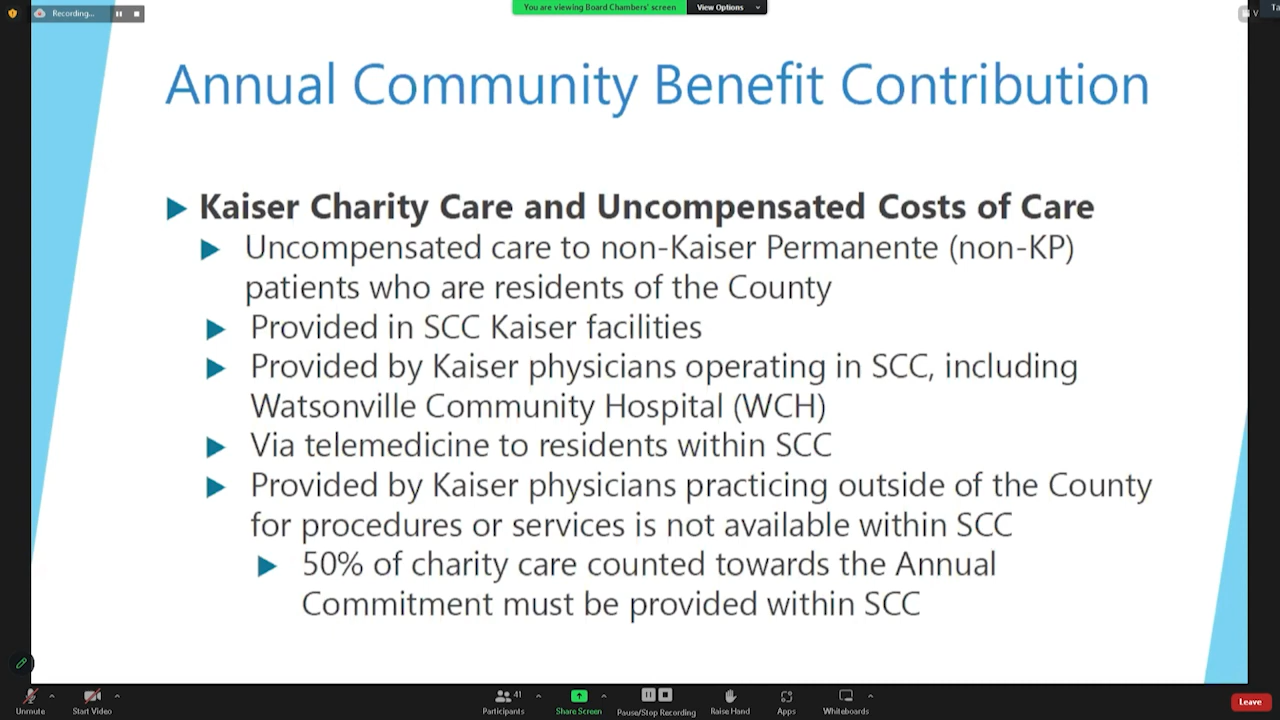 Recording...
You are viewing Board Chambers' screen
View Options
V
Annual Community Benefit Contribution
Kaiser Charity Care and Uncompensated Costs of Care
Uncompensated care to non-Kaiser Permanente (non-KP)
patients who are residents of the County
Provided in SCC Kaiser facilities
Provided by Kaiser physicians operating in SCC, including
Watsonville Community Hospital (WCH)
Via telemedicine to residents within SCC
Provided by Kaiser physicians practicing outside of the County
for procedures or services is not available within SCC
50% of charity care counted towards the Annual
Commitment must be provided within SCC
Unmute
Start Video
41
Participants
Share Screen
Pause/Stop Recording
Raise Hand
Apps
Whiteboards
Leave